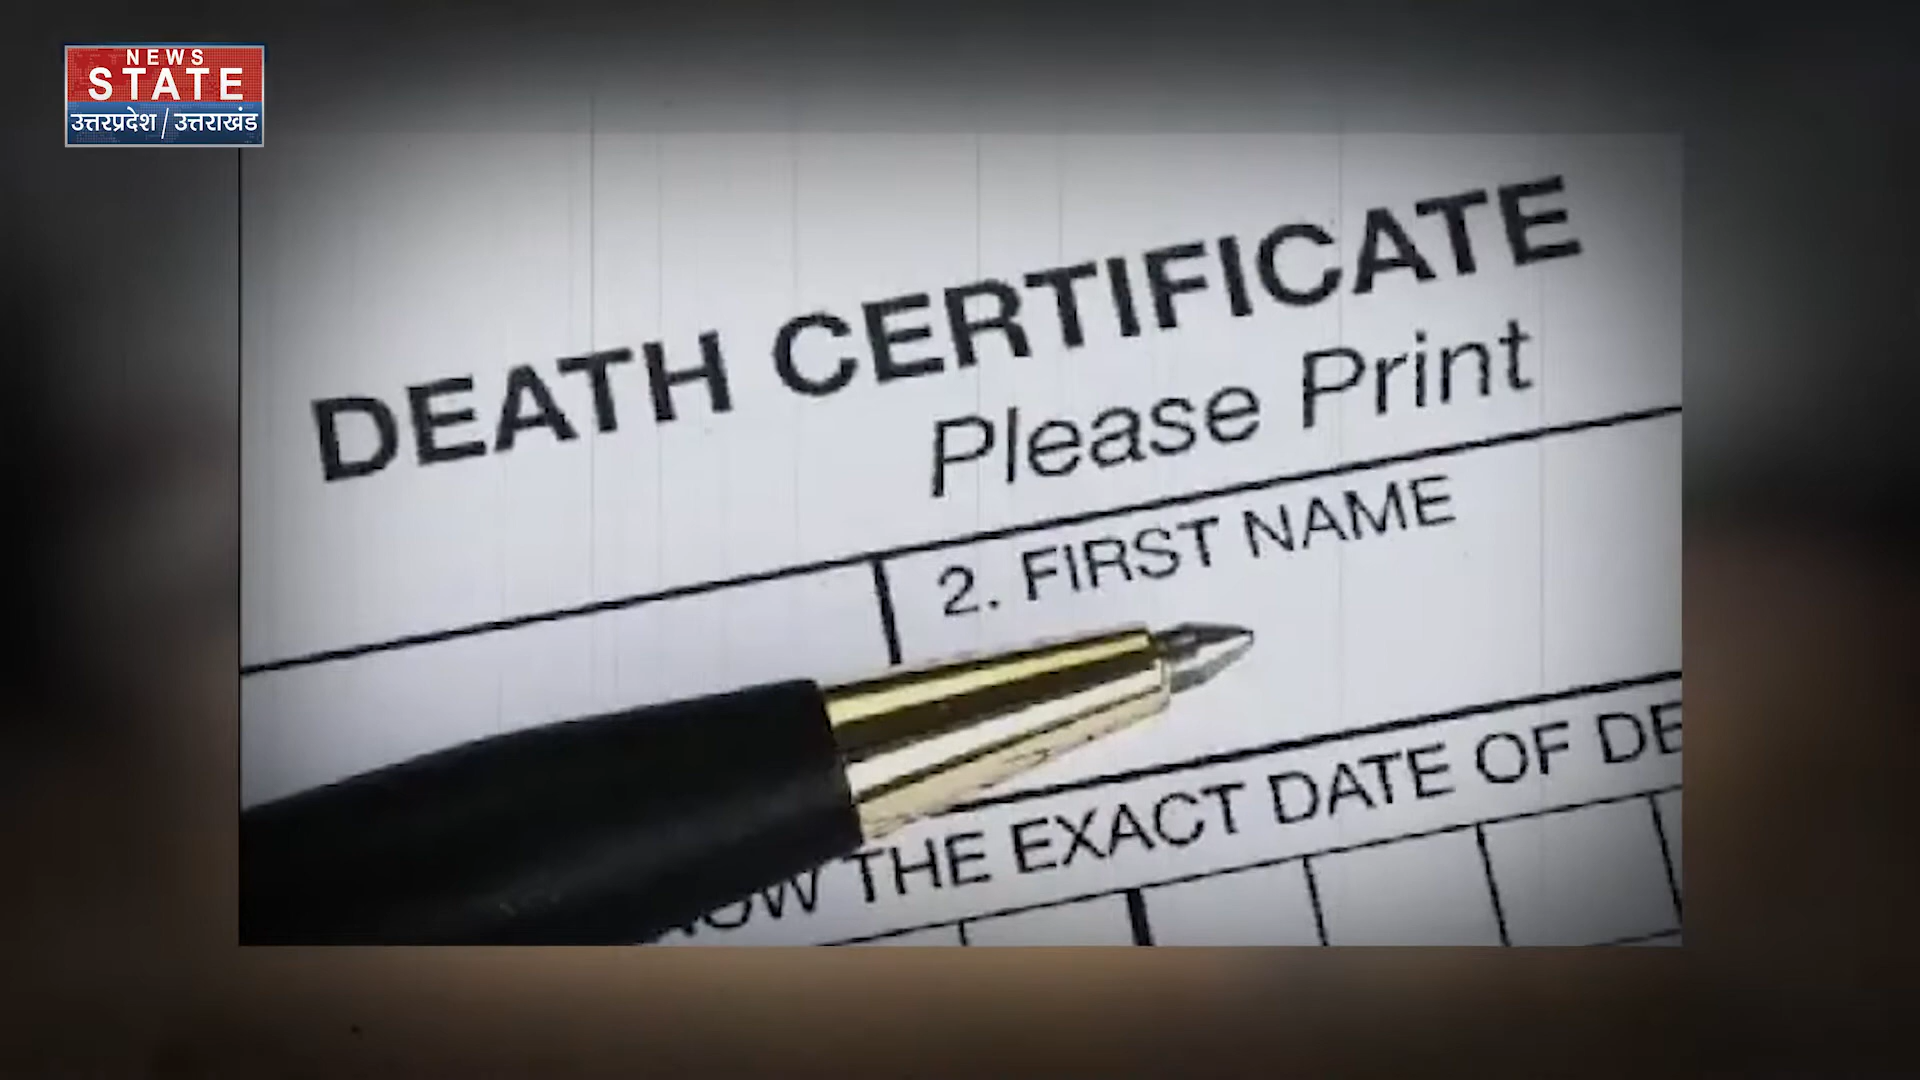 NEWS
STATE
उत्तरप्रदेश / उत्तराखंड
DEATH CERTIFICATE
Please Print
2. FIRST NAME
THE EXACT DATE OF